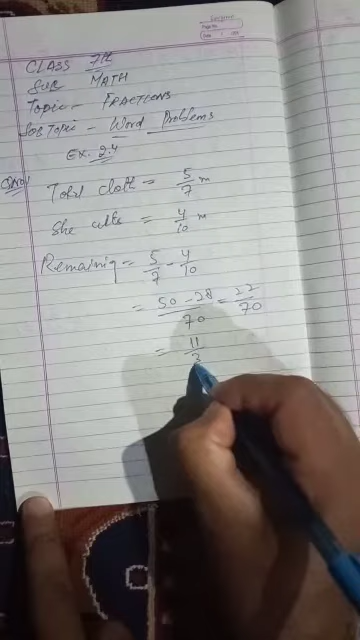 CLASS 7th
Sub MATH
Topic - FRACTIONS
Sub Topic - Word Problems
Ex. 2.4
Total cloth = 5/7 m
She cuts = 4/10 m
Remaining = 5/7 - 4/10
= 50 - 28/70 = 22/70
= 11/3